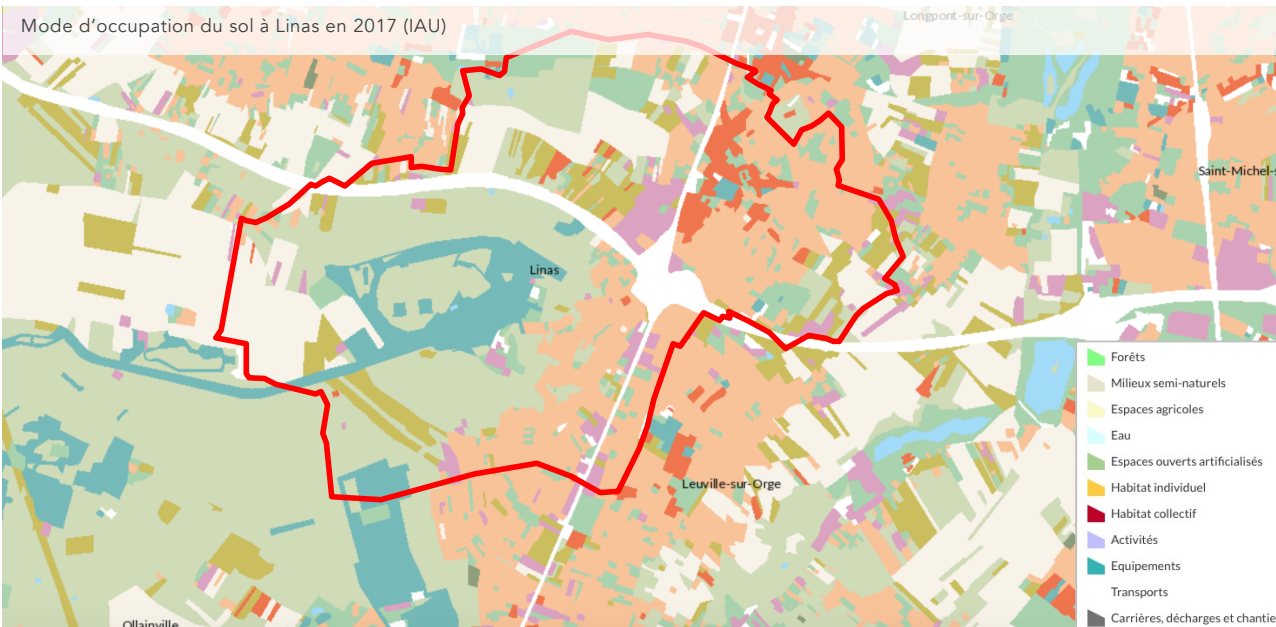 Mode d’occupation du sol à Linas en 2017 (IAU)
Longpont-sur-Orge
Saint-Michel-s
Linas
Leuville-sur-Orge
Ollainville
Forêts
Milieux semi-naturels
Espaces agricoles
Eau
Espaces ouverts artificialisés
Habitat individuel
Habitat collectif
Activités
Equipements
Transports
Carrières, décharges et chantie